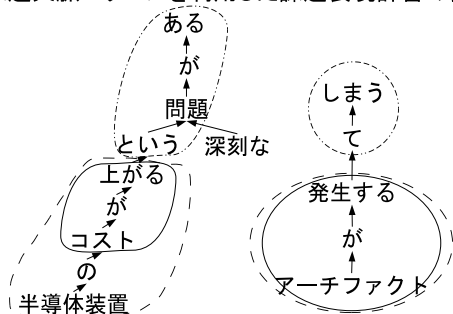 ある
が
問題
という 深刻な
上がる
が
コスト
の
半導体装置
しまう
て
発生する
が
アーチファクト